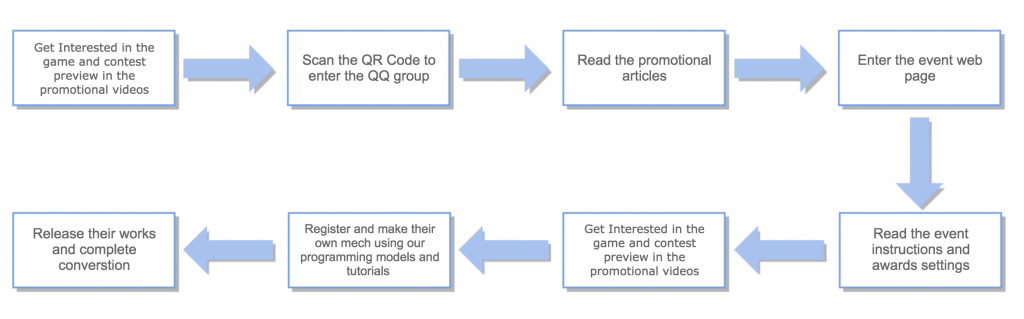 Get Interested in the
game and contest
preview in the
promotional videos
Scan the QR Code to
enter the QQ group
Read the promotional
articles
Enter the event web
page
Read the event
instructions and
awards settings
Get Interested in the
game and contest
preview in the
promotional videos
Register and make their
own mech using our
programming models and
tutorials
Release their works
and complete
converstion